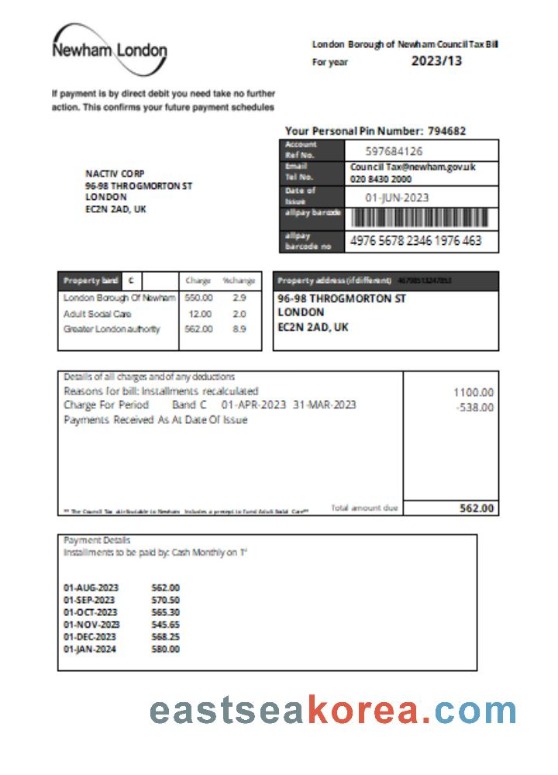 Newham London
London Borough of Newham Council Tax Bill
For year 2023/13
If payment is by direct debit you need take no further
action. This confirms your future payment schedules
Your Personal Pin Number: 794682
NACTIV CORP
96-98 THROGMORTON ST
LONDON
EC2N 2AD, UK
Account
Ref No. 597684126
Email Council Tax@newham.gov.uk
Tel No. 020 8430 2000
Date of
Issue 01-JUN-2023
allpay barcode
allpay
barcode no 4976 5678 2346 1976 463
Property band C Charge %change
London Borough Of Newham 550.00 2.9
Adult Social Care 12.00 2.0
Greater London authority 562.00 8.9
Property address (if different)
96-98 THROGMORTON ST
LONDON
EC2N 2AD, UK
Details of all charges and of any deductions
Reasons for bill: Installments recalculated 1100.00
Charge For Period Band C 01-APR-2023 31-MAR-2023 -538.00
Payments Received As At Date Of Issue
** The Council Tax attributable to Newham Includes a precept to Fund Adult Social Care**
Total amount due 562.00
Payment Details
Installments to be paid by: Cash Monthly on 1'
01-AUG-2023 562.00
01-SEP-2023 570.50
01-OCT-2023 565.30
01-NOV-2023 545.65
01-DEC-2023 568.25
01-JAN-2024 580.00
eastseakorea.com